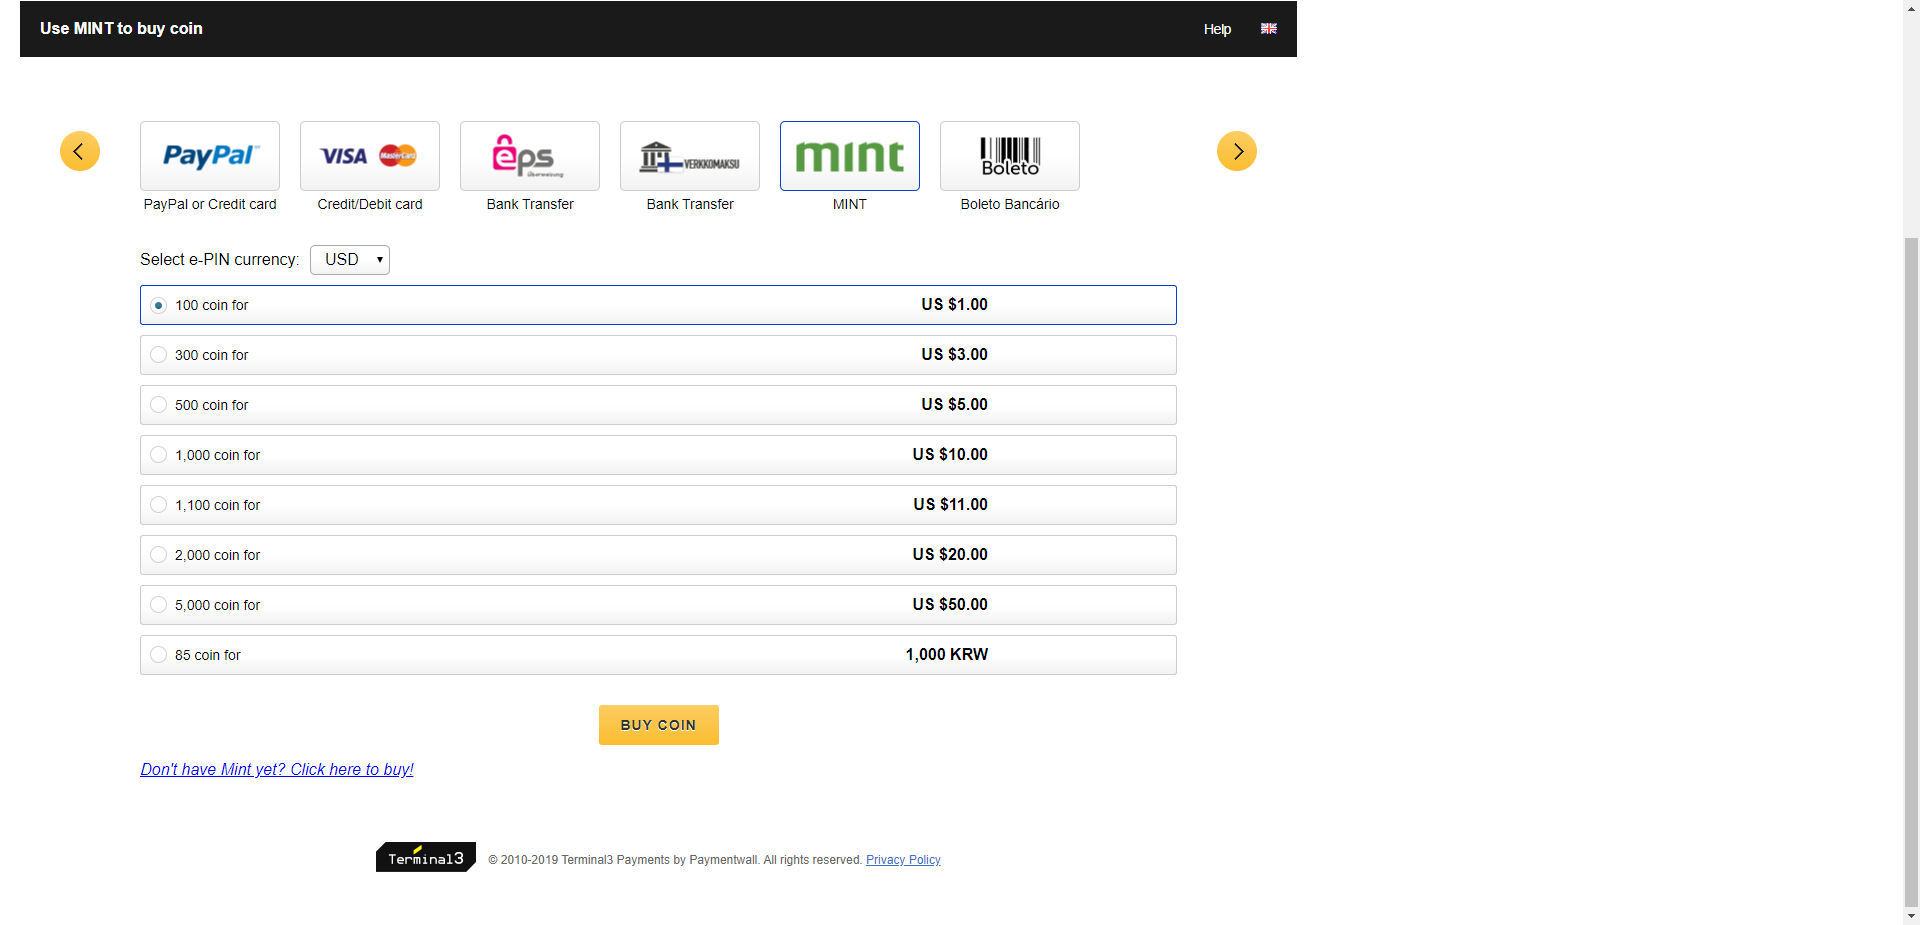 Use MINT to buy coin Help
PayPal VISA MasterCard eps Überweisung VERKKOMAKSU mint Boleto
PayPal or Credit card Credit/Debit card Bank Transfer Bank Transfer MINT Boleto Bancário
Select e-PIN currency: USD
100 coin for US $1.00
300 coin for US $3.00
500 coin for US $5.00
1,000 coin for US $10.00
1,100 coin for US $11.00
2,000 coin for US $20.00
5,000 coin for US $50.00
85 coin for 1,000 KRW
BUY COIN
Don't have Mint yet? Click here to buy!
Terminal3 © 2010-2019 Terminal3 Payments by Paymentwall. All rights reserved. Privacy Policy